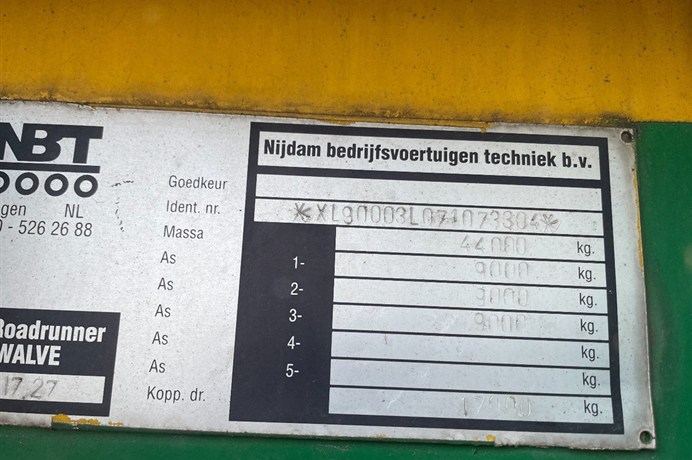 NBT
0000
gen NL
0 - 526 26 88
Roadrunner
WALVE
17.27
Nijdam bedrijfsvoertuigen techniek b.v.
Goedkeur
Ident. nr.
Massa 44000 kg.
As 1- 9000 kg.
As 2- 9000 kg.
As 3- 9000 kg.
As 4- kg.
As 5-
Kopp. dr. kg.